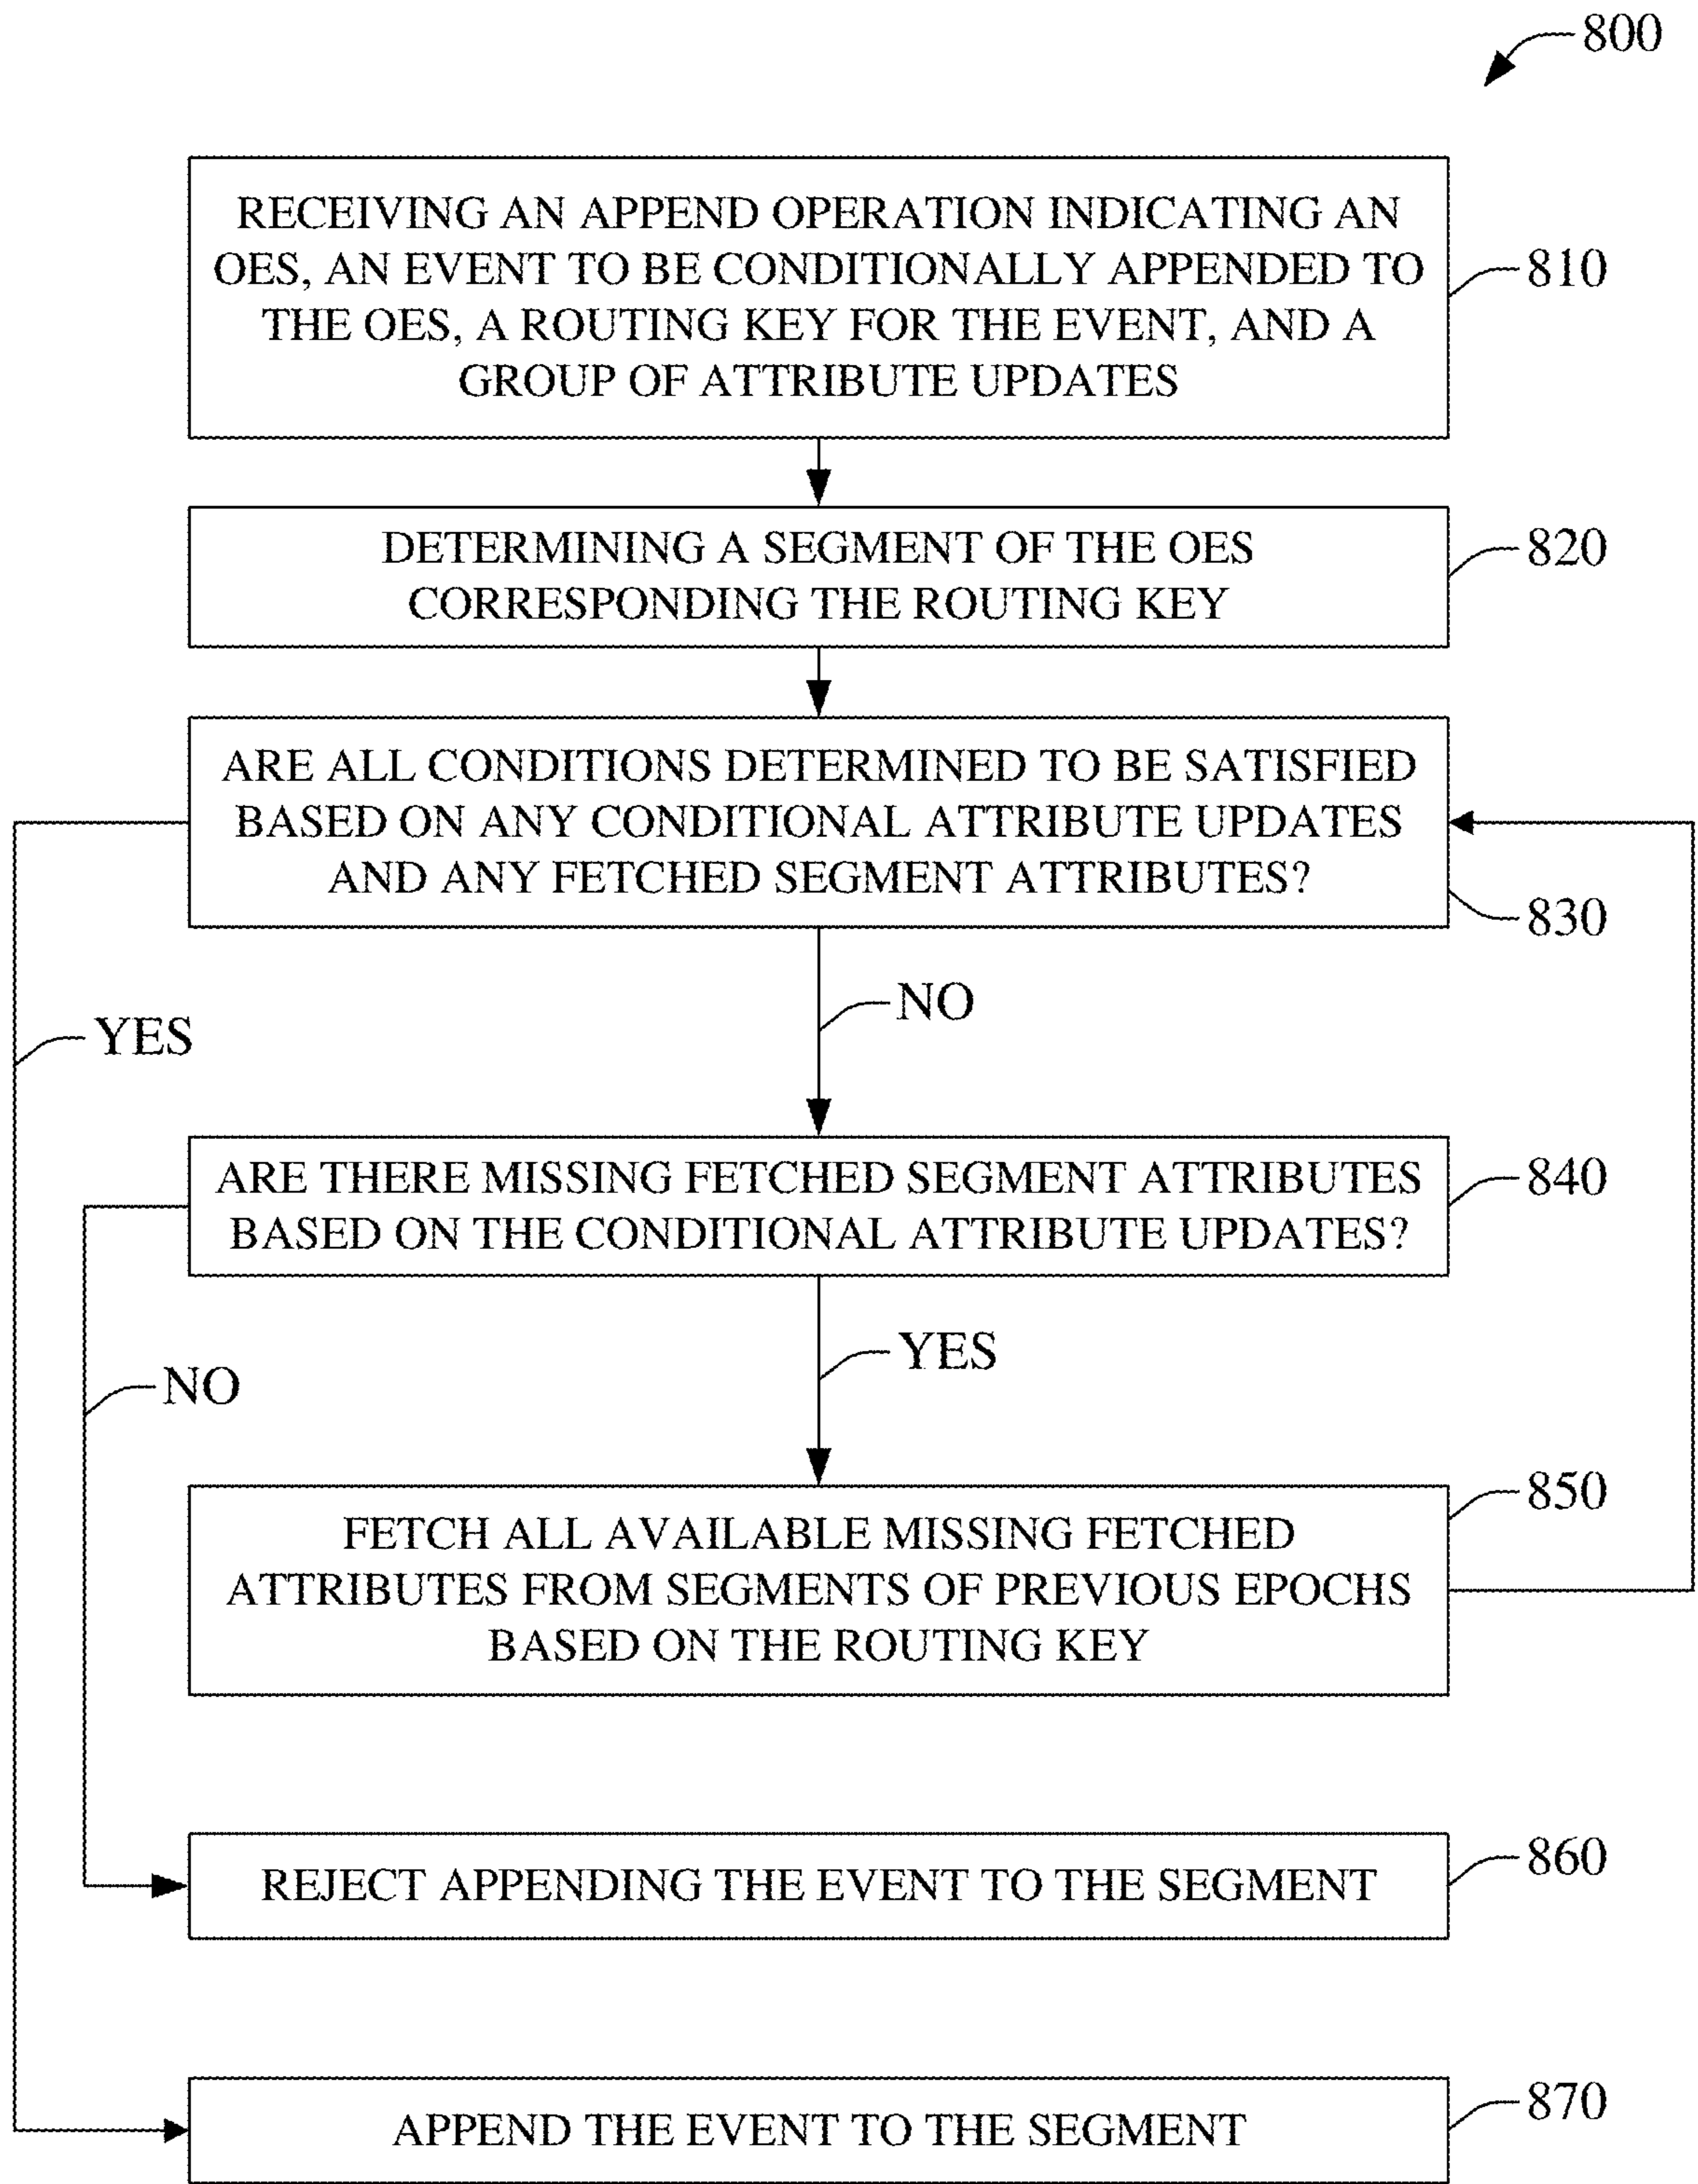 800
RECEIVING AN APPEND OPERATION INDICATING AN
OES, AN EVENT TO BE CONDITIONALLY APPENDED TO
THE OES, A ROUTING KEY FOR THE EVENT, AND A
GROUP OF ATTRIBUTE UPDATES
810
DETERMINING A SEGMENT OF THE OES
CORRESPONDING THE ROUTING KEY
820
ARE ALL CONDITIONS DETERMINED TO BE SATISFIED
BASED ON ANY CONDITIONAL ATTRIBUTE UPDATES
AND ANY FETCHED SEGMENT ATTRIBUTES?
830
NO
YES
ARE THERE MISSING FETCHED SEGMENT ATTRIBUTES
BASED ON THE CONDITIONAL ATTRIBUTE UPDATES?
840
YES
NO
FETCH ALL AVAILABLE MISSING FETCHED
ATTRIBUTES FROM SEGMENTS OF PREVIOUS EPOCHS
BASED ON THE ROUTING KEY
850
REJECT APPENDING THE EVENT TO THE SEGMENT
860
APPEND THE EVENT TO THE SEGMENT
870